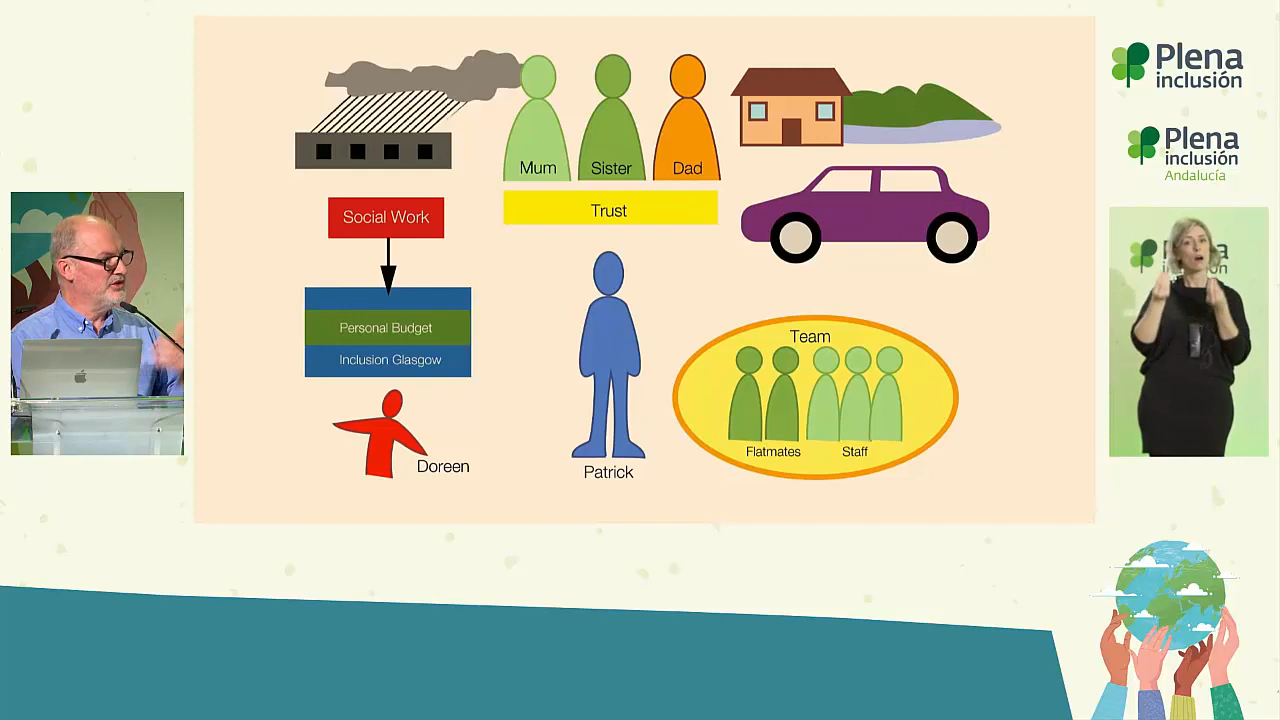 Mum
Sister
Dad
Trust
Social Work
Personal Budget
Inclusion Glasgow
Doreen
Patrick
Team
Flatmates
Staff
Plena
inclusión
Plena
inclusión
Andalucía